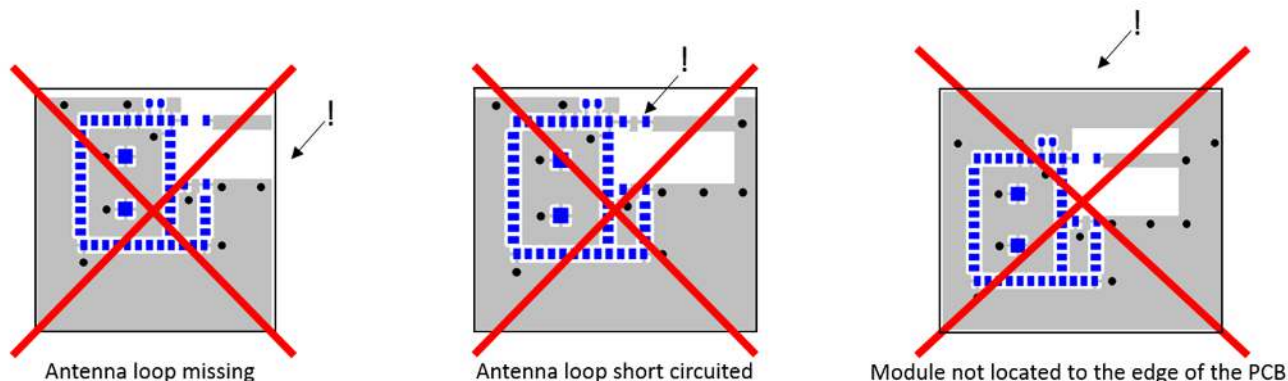 !
!
!
Antenna loop missing
Antenna loop short circuited
Module not located to the edge of the PCB